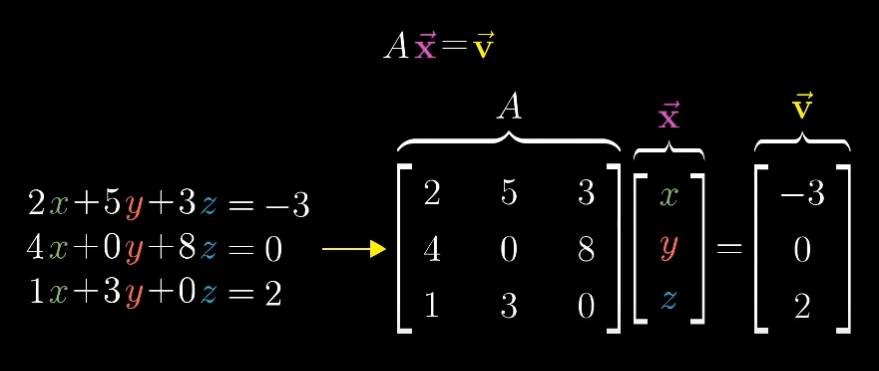 A x⃗ = v⃗
A
x⃗
v⃗
2x+5y+3z = −3
4x+0y+8z = 0
1x+3y+0z = 2
2 5 3
4 0 8
1 3 0
x
y
z
=
−3
0
2